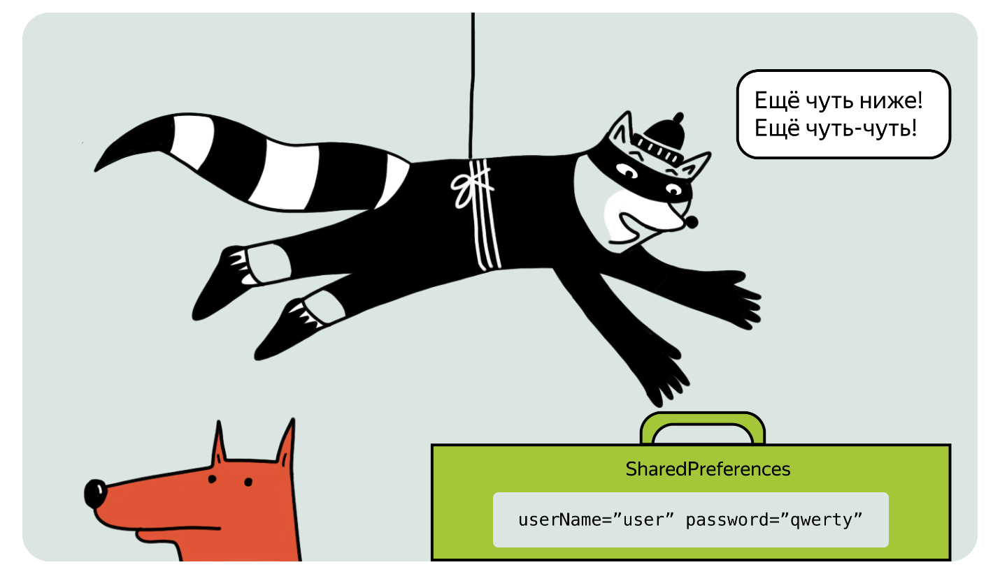 Ещё чуть ниже!
Ещё чуть-чуть!
SharedPreferences
userName=”user” password=”qwerty”